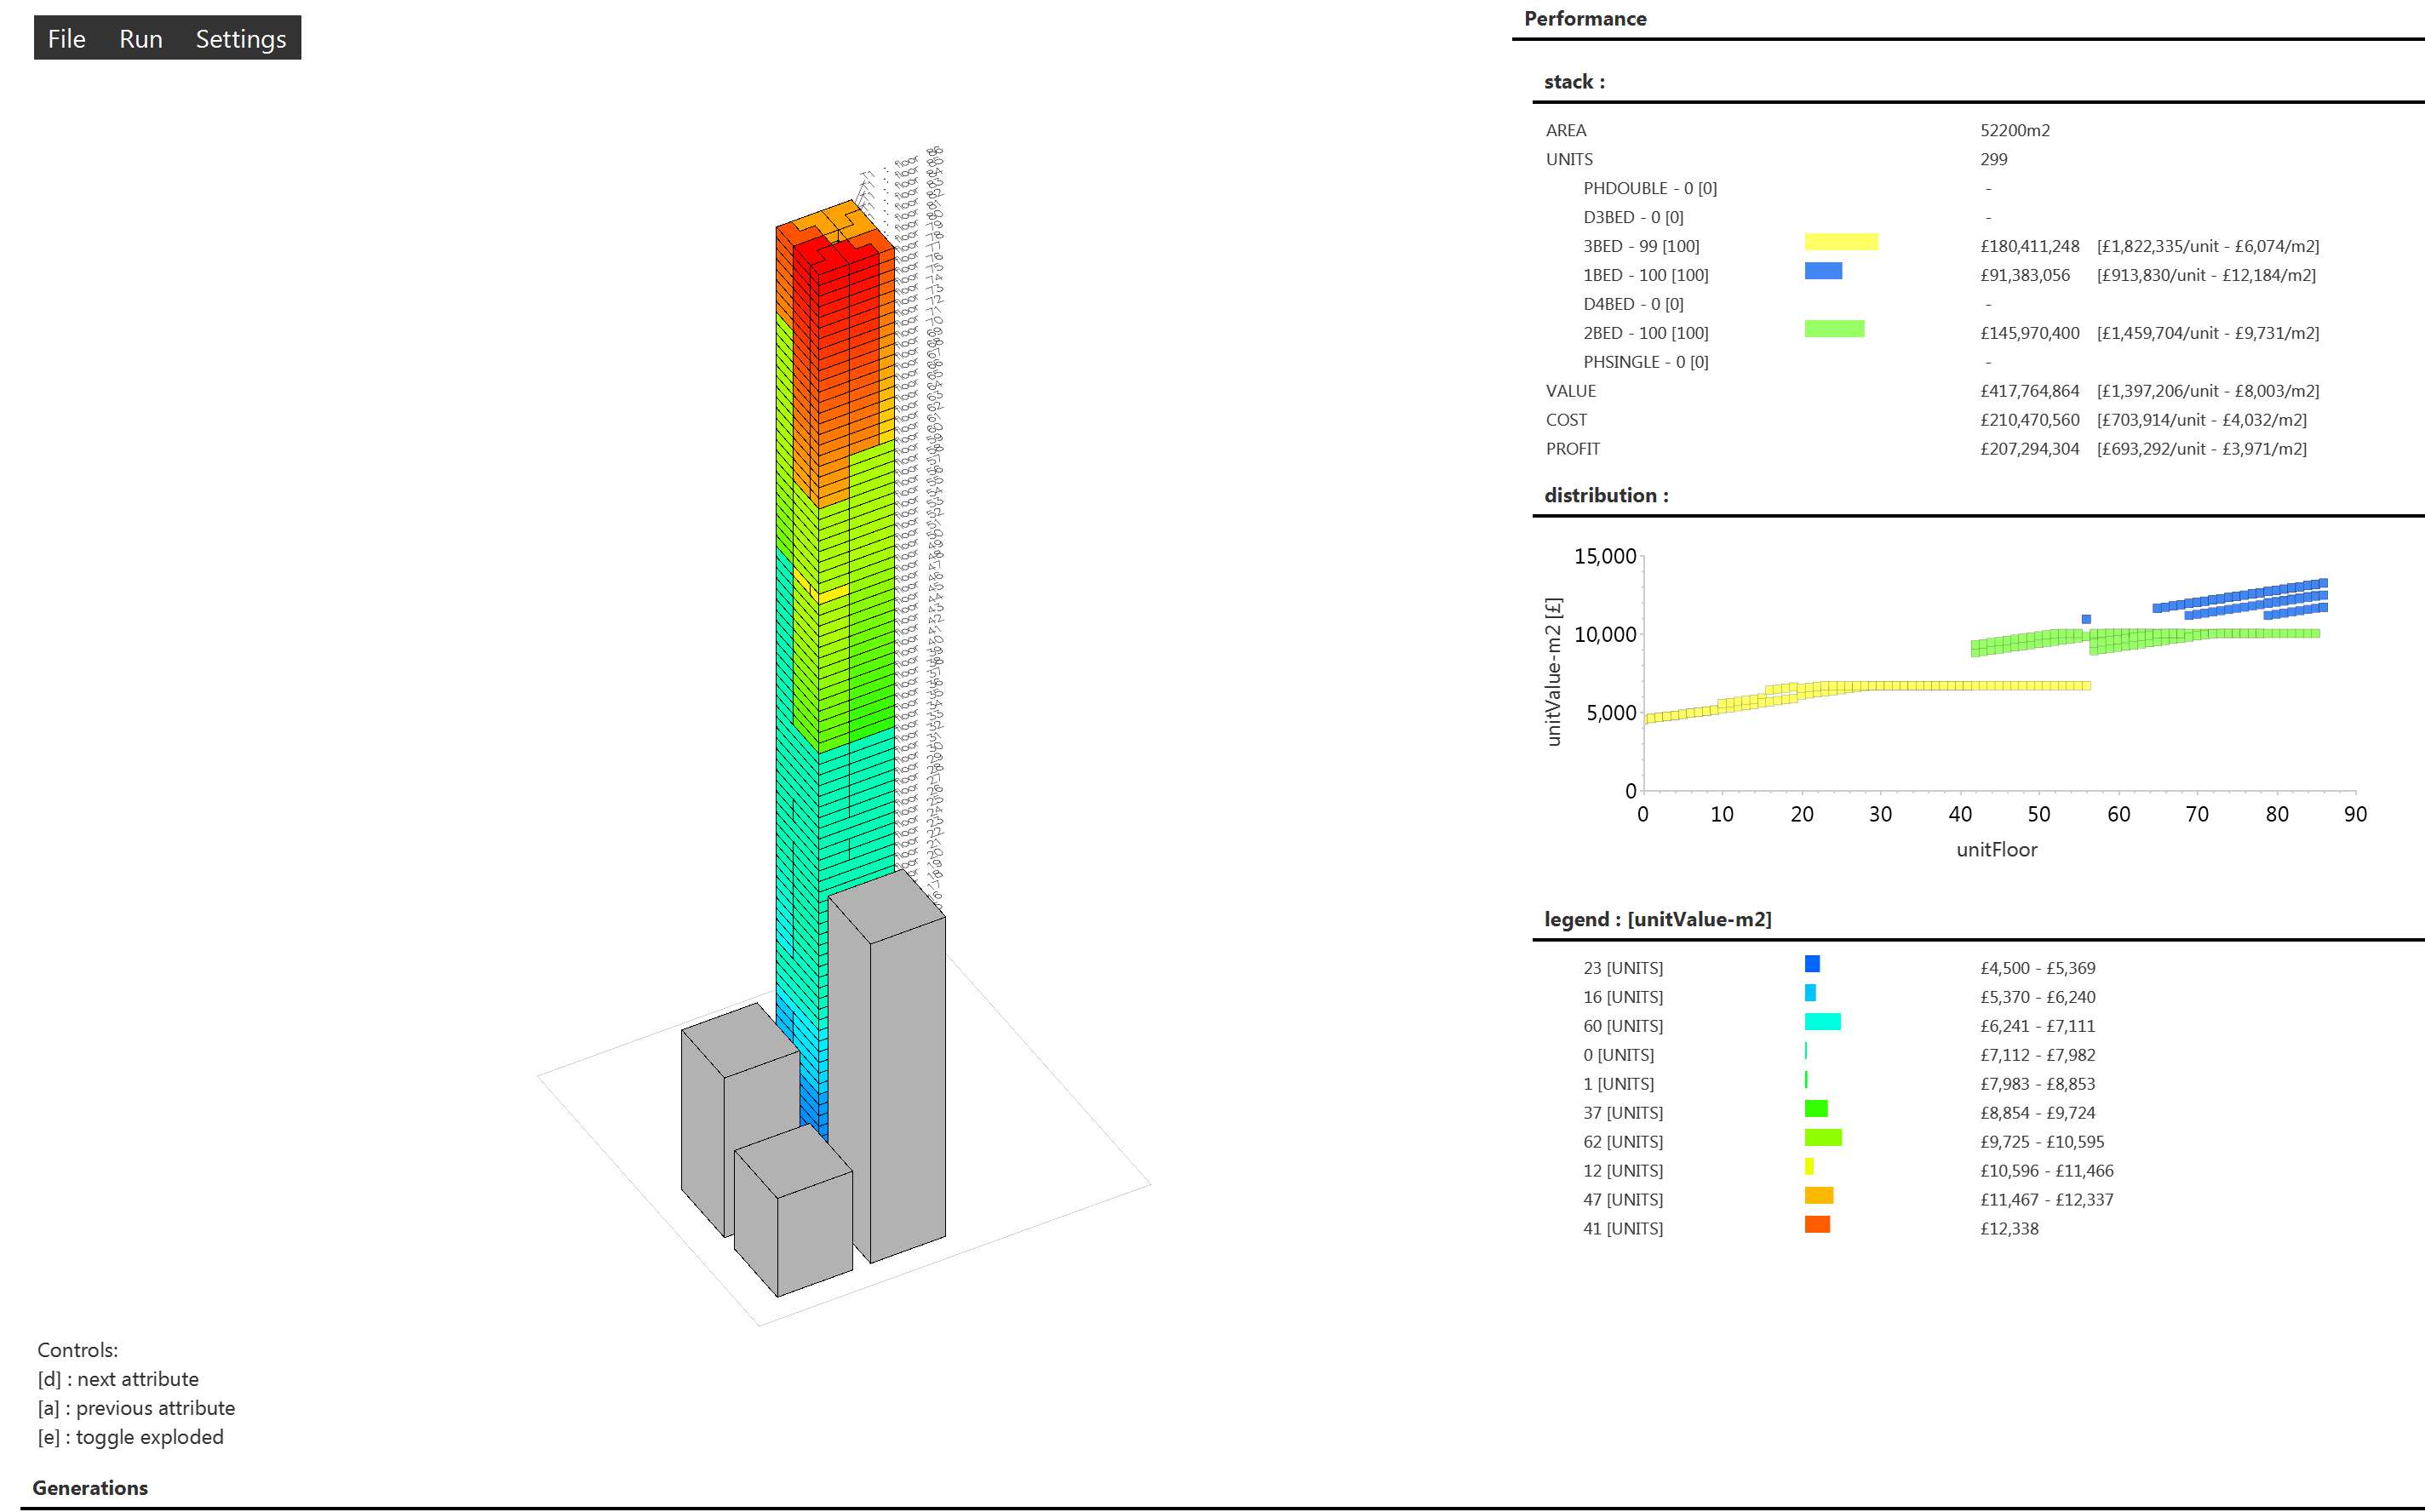 File Run Settings
Performance
stack :
AREA 52200m2
UNITS 299
PHDOUBLE - 0 [0] -
D3BED - 0 [0] -
3BED - 99 [100] £180,411,248 [£1,822,335/unit - £6,074/m2]
1BED - 100 [100] £91,383,056 [£913,830/unit - £12,184/m2]
D4BED - 0 [0] -
2BED - 100 [100] £145,970,400 [£1,459,704/unit - £9,731/m2]
PHSINGLE - 0 [0] -
VALUE £417,764,864 [£1,397,206/unit - £8,003/m2]
COST £210,470,560 [£703,914/unit - £4,032/m2]
PROFIT £207,294,304 [£693,292/unit - £3,971/m2]
distribution :
unitValue-m2 [£]
15,000
10,000
5,000
0
0 10 20 30 40 50 60 70 80 90
unitFloor
legend : [unitValue-m2]
23 [UNITS] £4,500 - £5,369
16 [UNITS] £5,370 - £6,240
60 [UNITS] £6,241 - £7,111
0 [UNITS] £7,112 - £7,982
1 [UNITS] £7,983 - £8,853
37 [UNITS] £8,854 - £9,724
62 [UNITS] £9,725 - £10,595
12 [UNITS] £10,596 - £11,466
47 [UNITS] £11,467 - £12,337
41 [UNITS] £12,338
Controls:
[d] : next attribute
[a] : previous attribute
[e] : toggle exploded
Generations